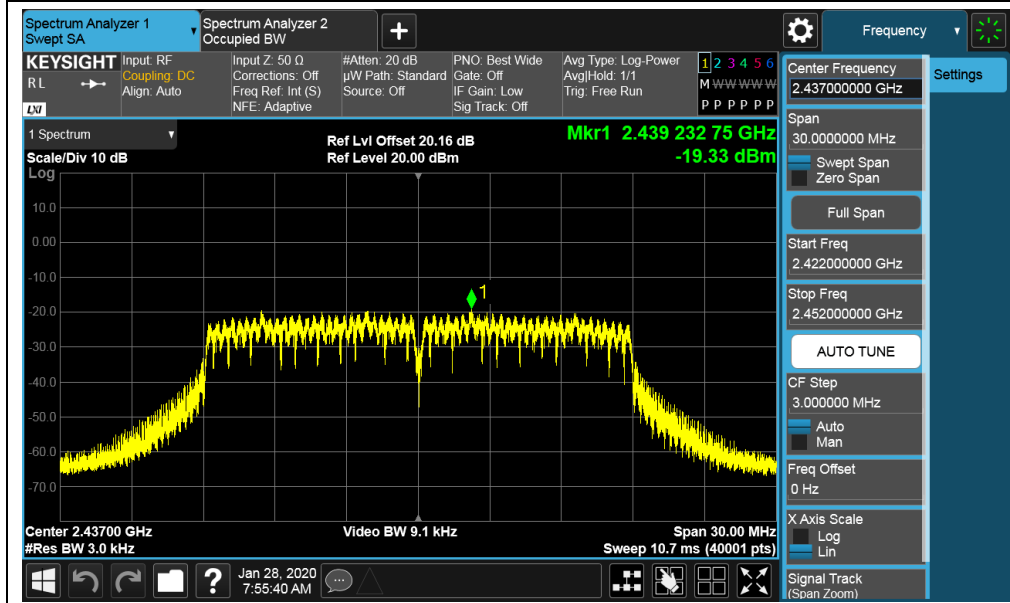 Spectrum Analyzer 1
Swept SA
Spectrum Analyzer 2
Occupied BW
Frequency
KEYSIGHT
RL
LXI
Input: RF
Coupling: DC
Align: Auto
Input Z: 50 Ω
Corrections: Off
Freq Ref: Int (S)
NFE: Adaptive
#Atten: 20 dB
µW Path: Standard
Source: Off
PNO: Best Wide
Gate: Off
IF Gain: Low
Sig Track: Off
Avg Type: Log-Power
Avg|Hold: 1/1
Trig: Free Run
1 2 3 4 5 6
M W W W W W
P P P P P P
1 Spectrum
Scale/Div 10 dB
Log
Ref Lvl Offset 20.16 dB
Ref Level 20.00 dBm
Mkr1 2.439 232 75 GHz
-19.33 dBm
10.0
0.00
-10.0
-20.0
-30.0
-40.0
-50.0
-60.0
-70.0
1
Center 2.43700 GHz
#Res BW 3.0 kHz
Video BW 9.1 kHz
Span 30.00 MHz
Sweep 10.7 ms (40001 pts)
Center Frequency
2.437000000 GHz
Settings
Span
30.0000000 MHz
Swept Span
Zero Span
Full Span
Start Freq
2.422000000 GHz
Stop Freq
2.452000000 GHz
AUTO TUNE
CF Step
3.000000 MHz
Auto
Man
Freq Offset
0 Hz
X Axis Scale
Log
Lin
Signal Track
(Span Zoom)
?
Jan 28, 2020
7:55:40 AM